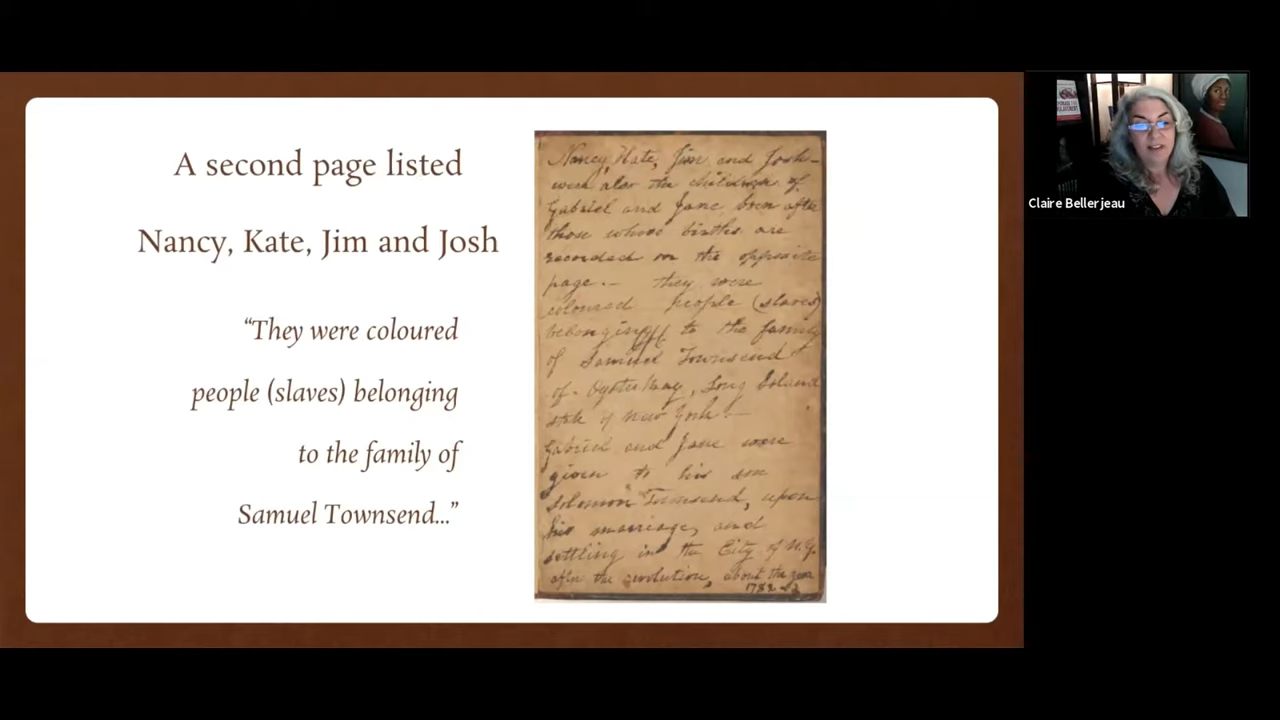 A second page listed
Nancy, Kate, Jim and Josh
“They were coloured
people (slaves) belonging
to the family of
Samuel Townsend...”
Nancy, Kate, Jim and Josh –
were also the children of
Gabriel and Jane, born after
those whose births are
recorded on the opposite
page. – they were
coloured people (slaves)
belonging to the family
of Samuel Townsend
of Oyster Bay, Long Island
state of New York. –
Gabriel and Jane were
given to his son
Solomon Townsend, upon
his marriage, and
settling in the City of N.Y.
after the revolution, about the year
Claire Bellerjeau